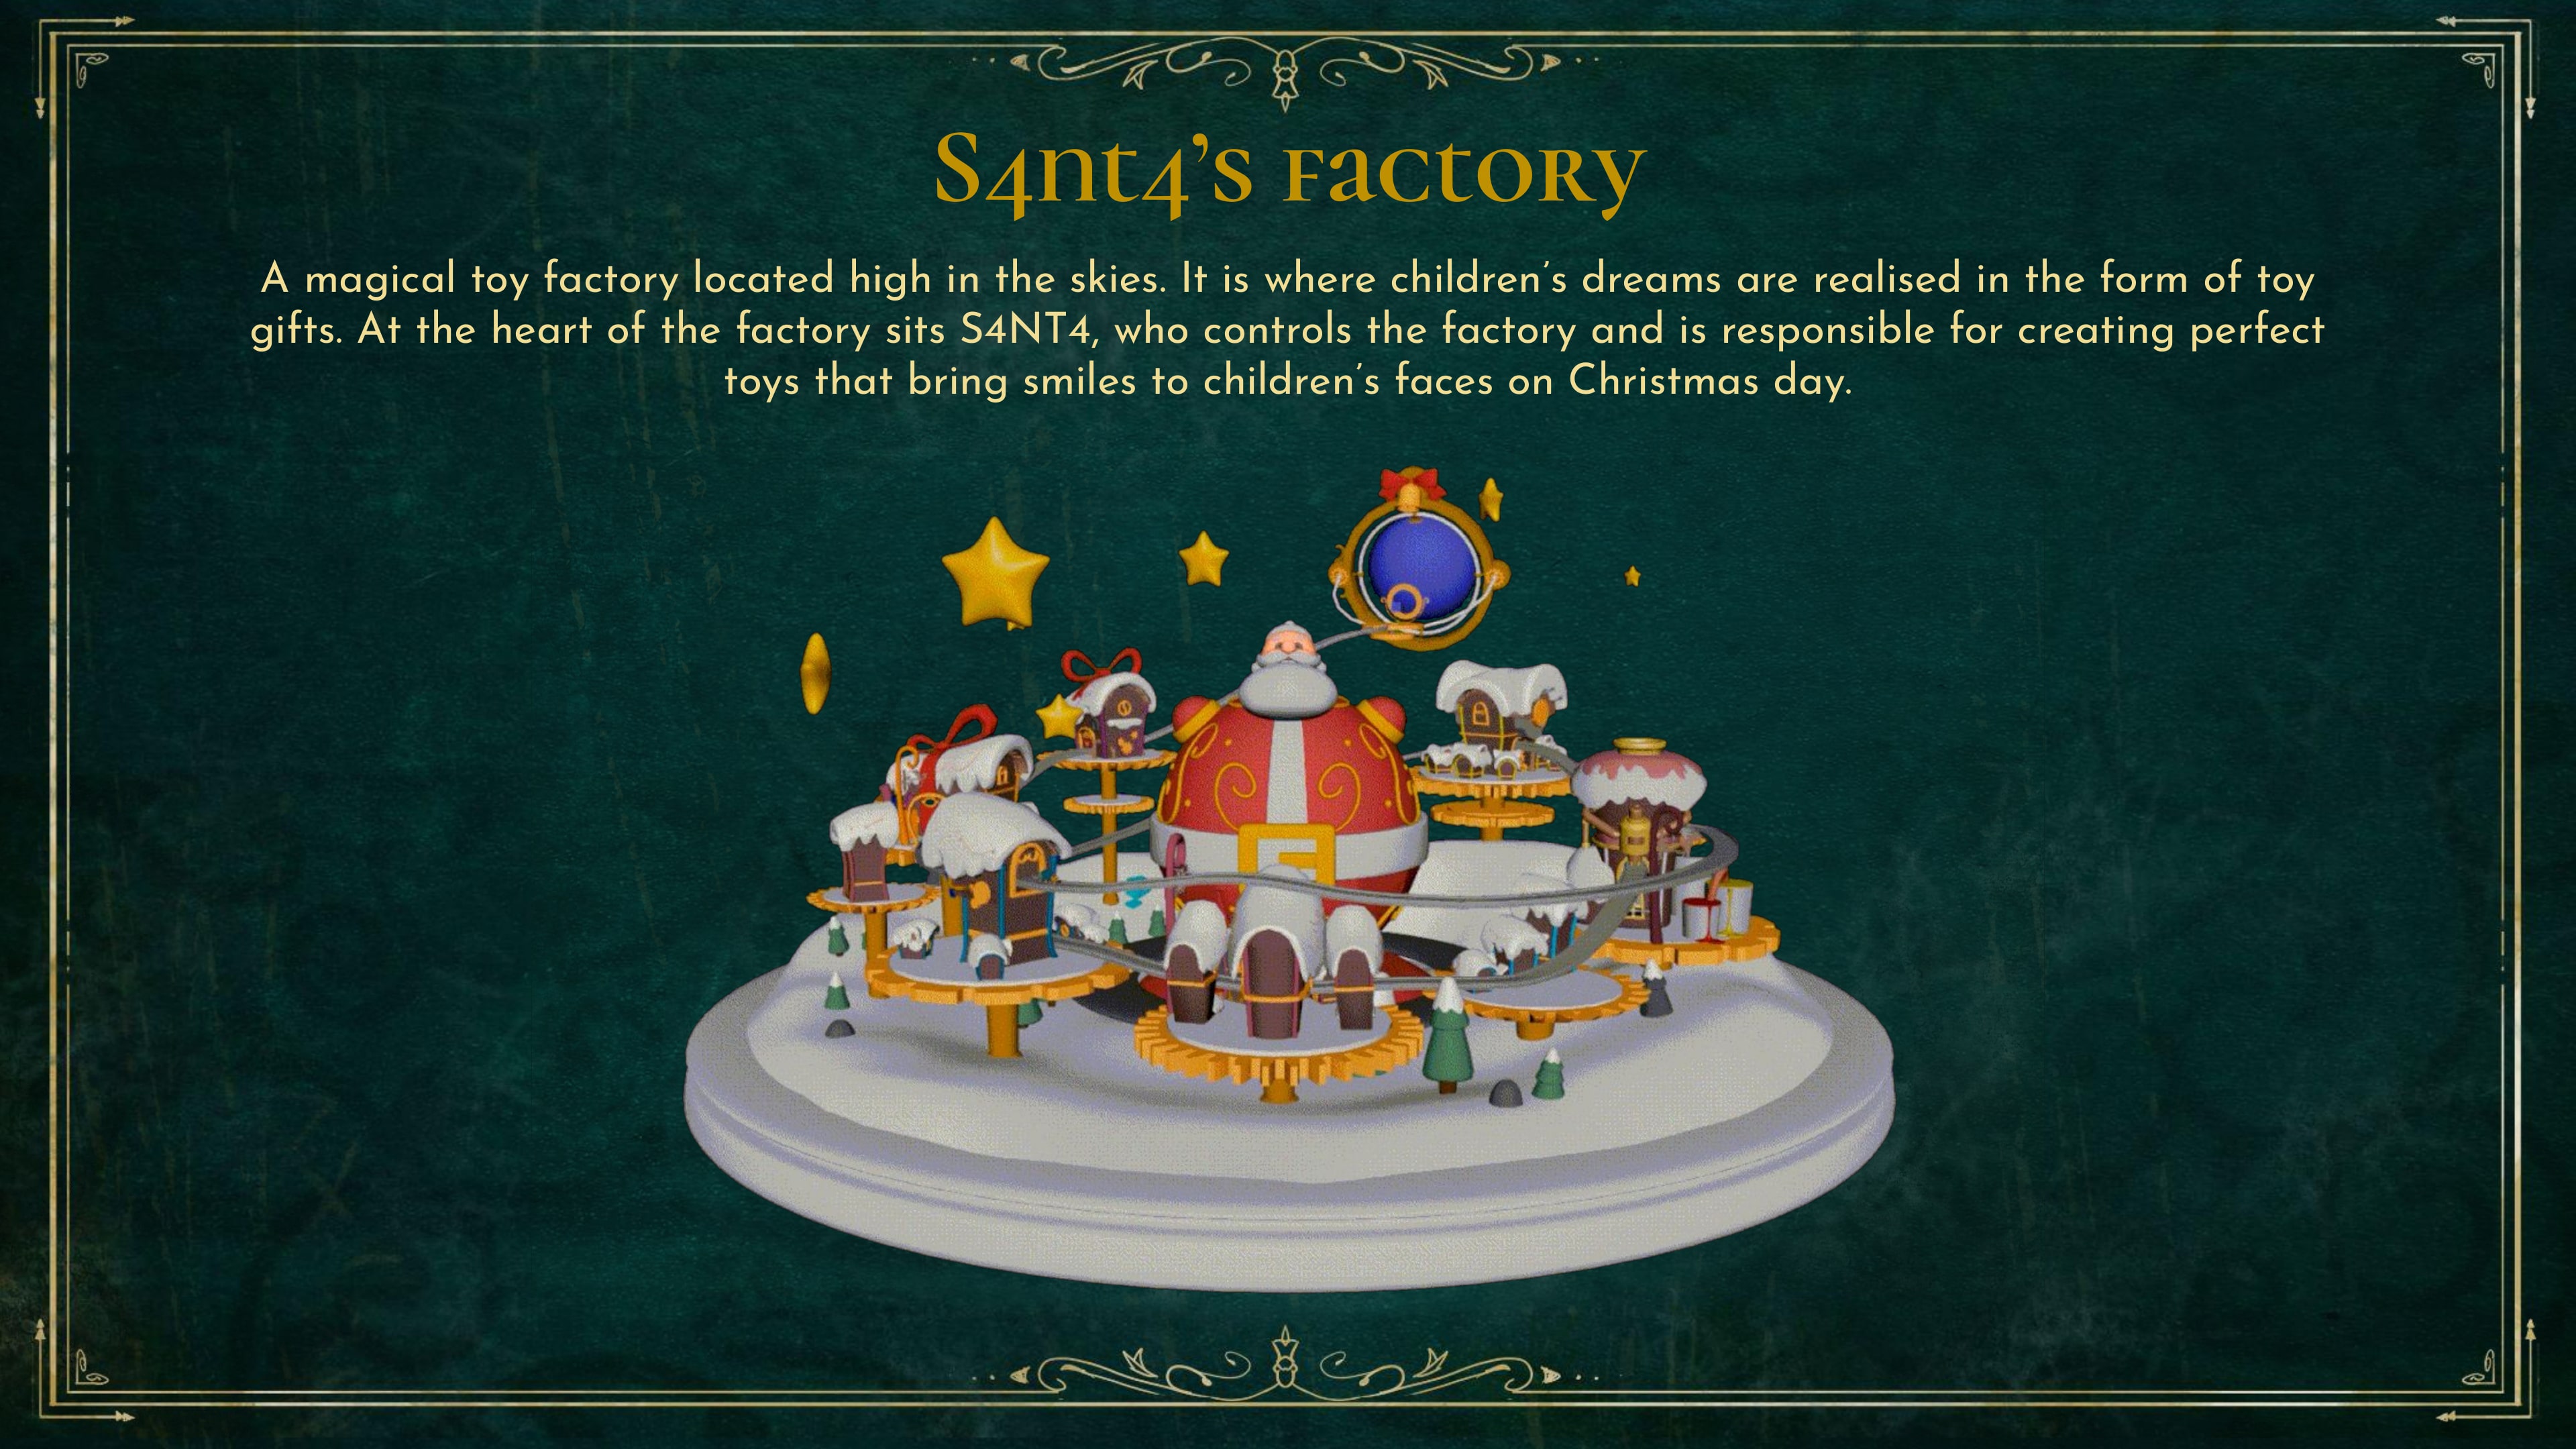 S4nt4's factory
A magical toy factory located high in the skies. It is where children's dreams are realised in the form of toy
gifts. At the heart of the factory sits S4NT4, who controls the factory and is responsible for creating perfect
toys that bring smiles to children's faces on Christmas day.